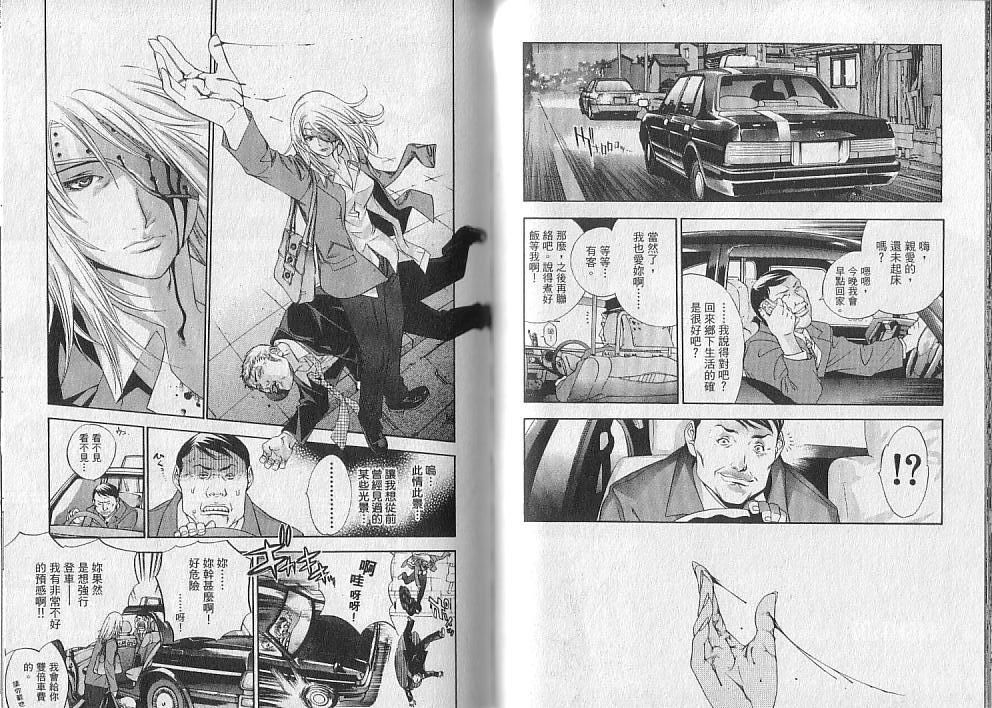 嗨，
親愛的，
還未起床
嗎？
嗯，
今晚我會
早點回家。
……我說得對吧？
回來鄉下生活的確
是很好吧？
當然了，
我也愛妳啊……
等等…
有客。
那麼，之後再聯
絡吧。說得煮好
飯等我啊！
!?
嗚…
此情此景…
讓我想從前
曾經見過的
某些光景…
…………
看不見
看不見…
啊
哇呀呀！
妳……
妳幹甚麼啊！
好危險
……呀！
妳果然
是想強行
登車
我有非常不好
的預感啊!!
我會給你
雙倍車費
的。